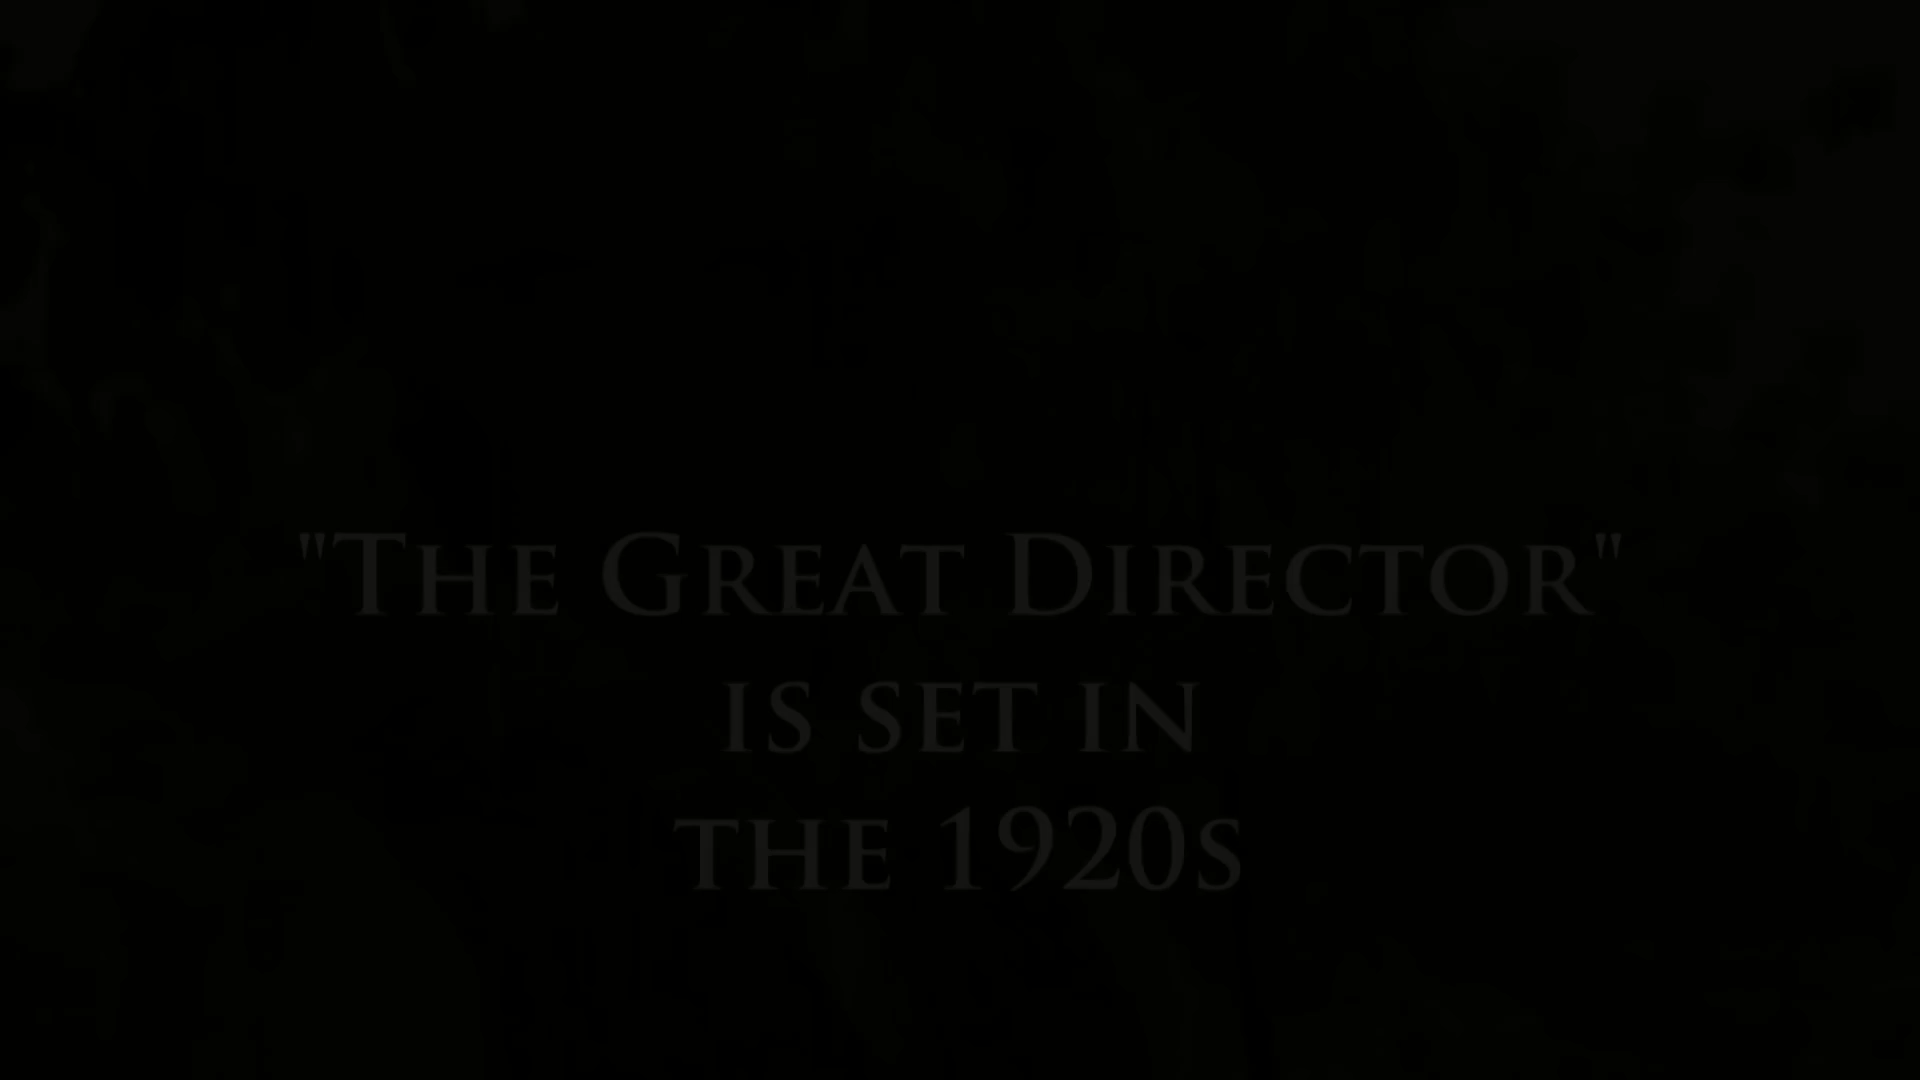 "The Great Director"
is set in
the 1920s